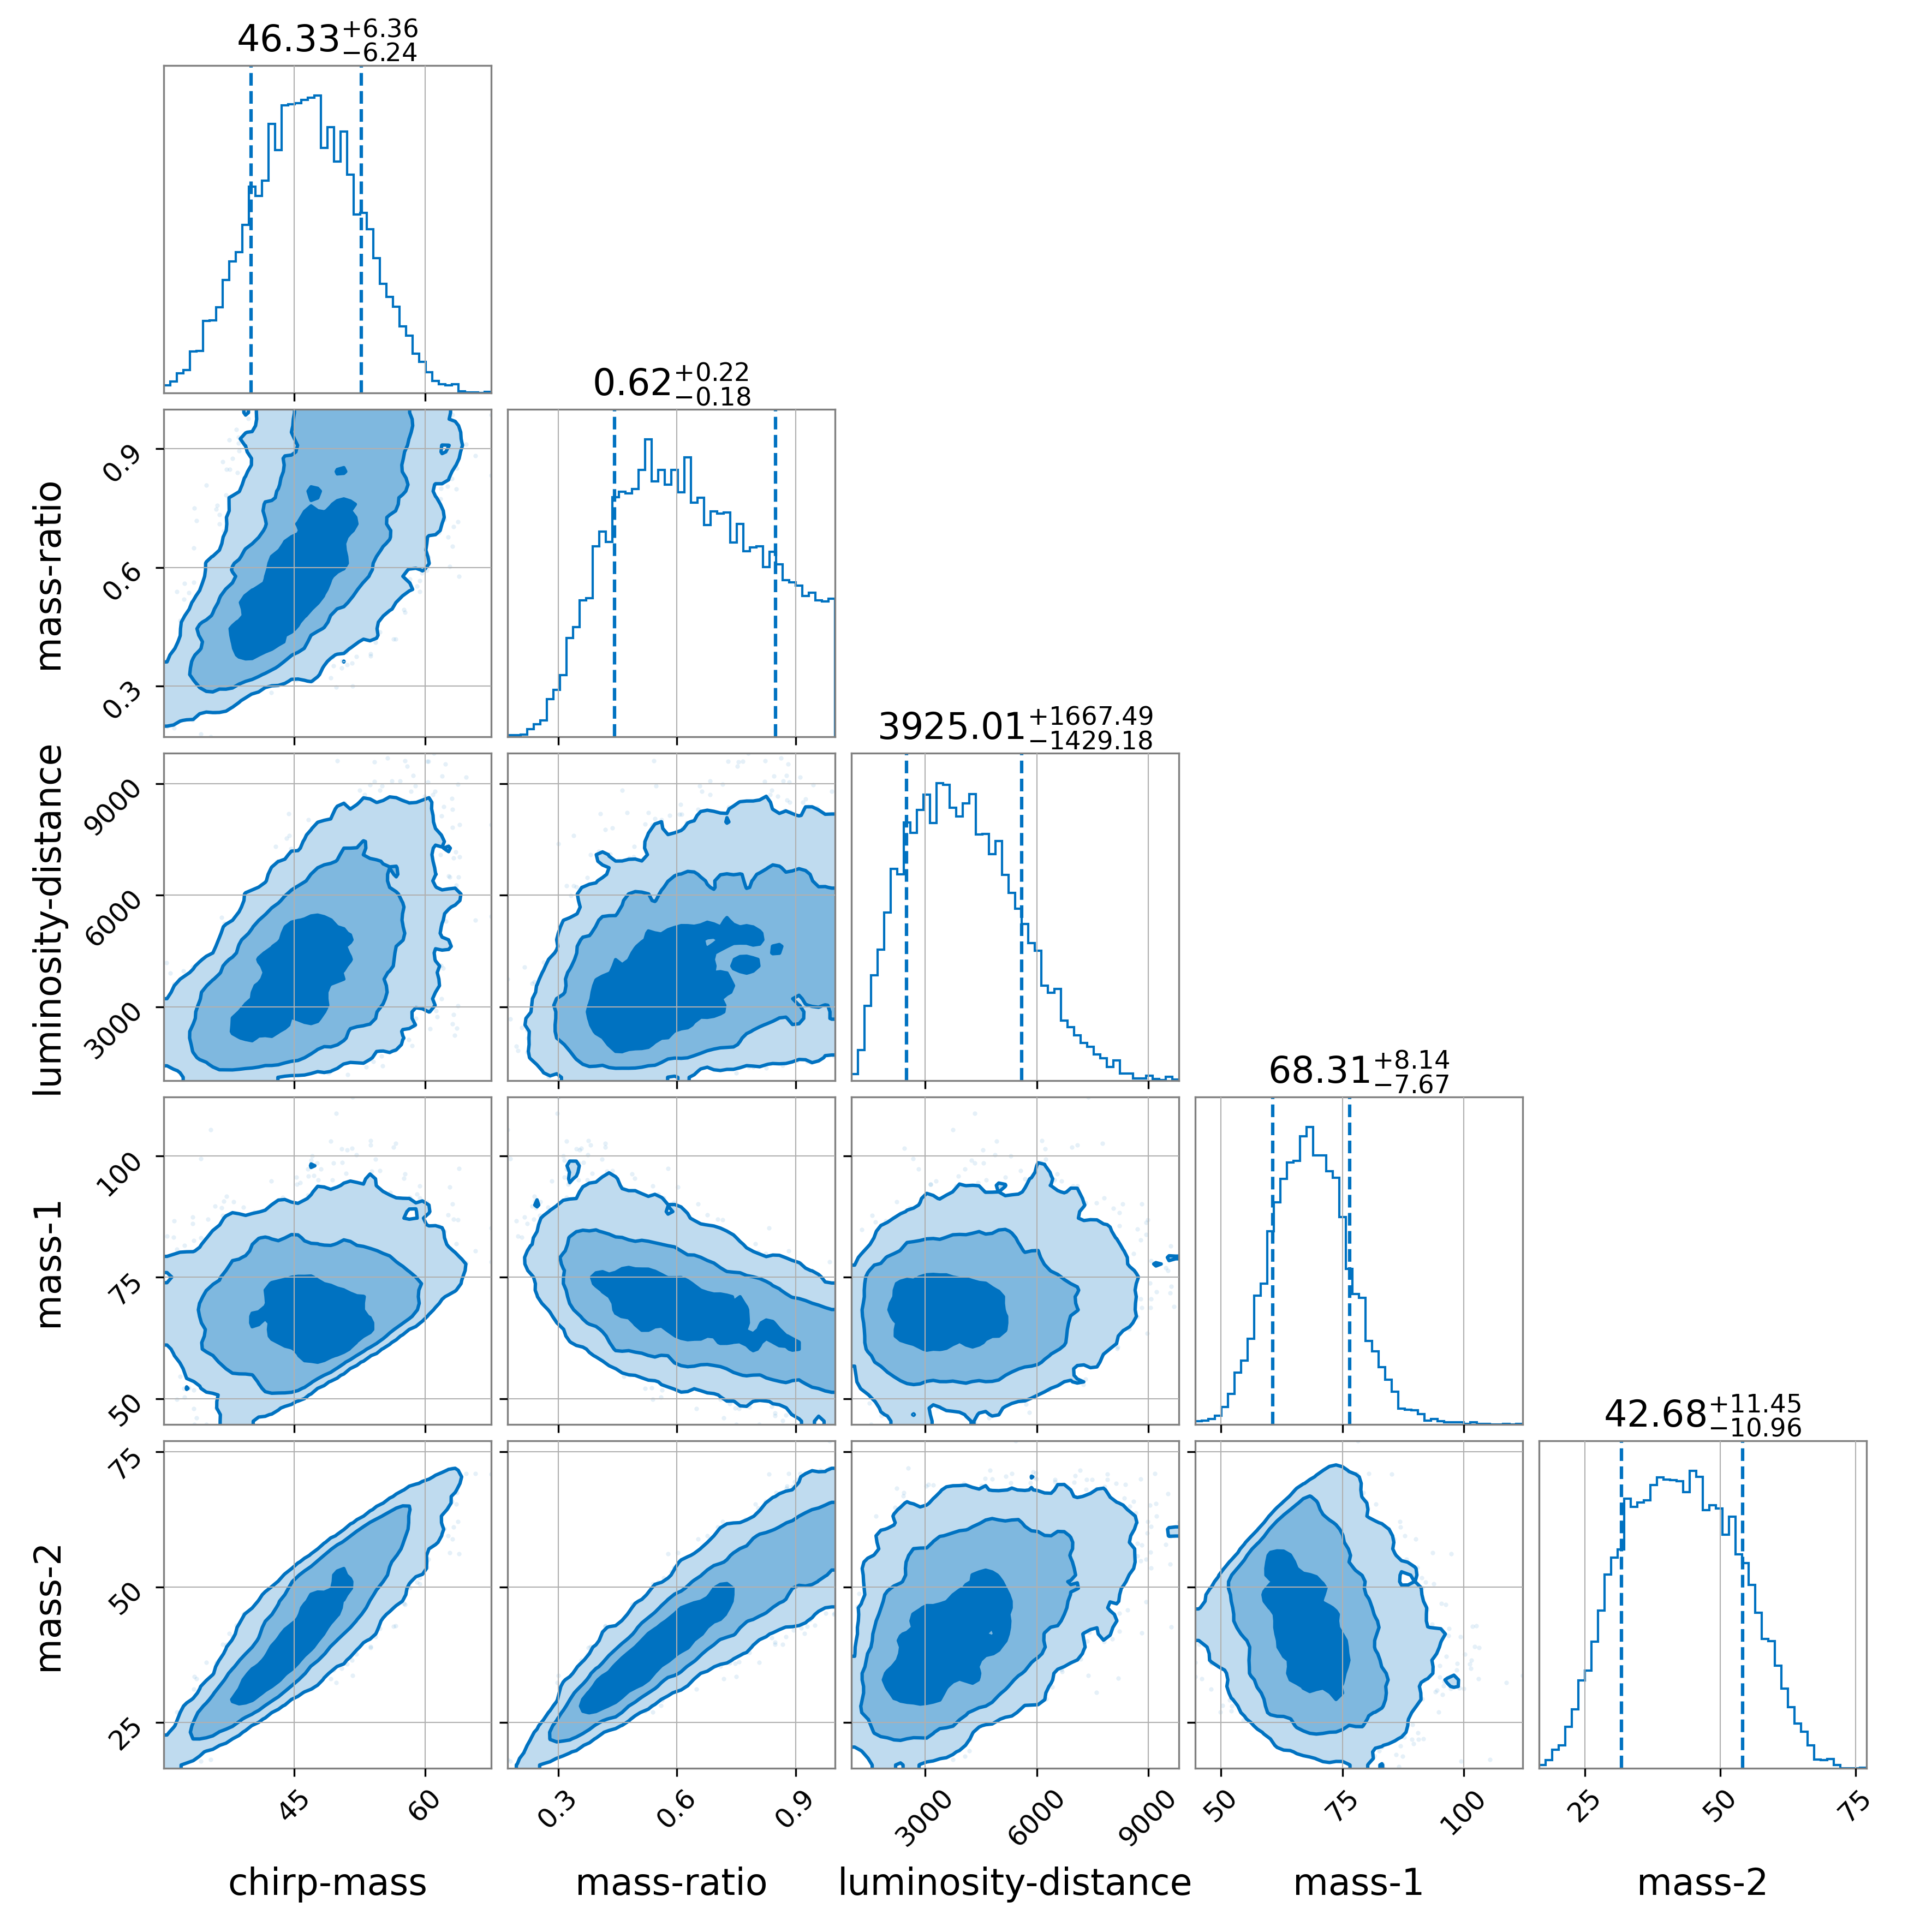 46.33 +6.36 −6.24
0.62 +0.22 −0.18
mass-ratio
0.9
0.6
0.3
3925.01 +1667.49 −1429.18
luminosity-distance
9000
6000
3000
68.31 +8.14 −7.67
mass-1
100
75
50
42.68 +11.45 −10.96
mass-2
75
50
25
45 60 0.3 0.6 0.9 3000 6000 9000 50 75 100 25 50 75
chirp-mass mass-ratio luminosity-distance mass-1 mass-2